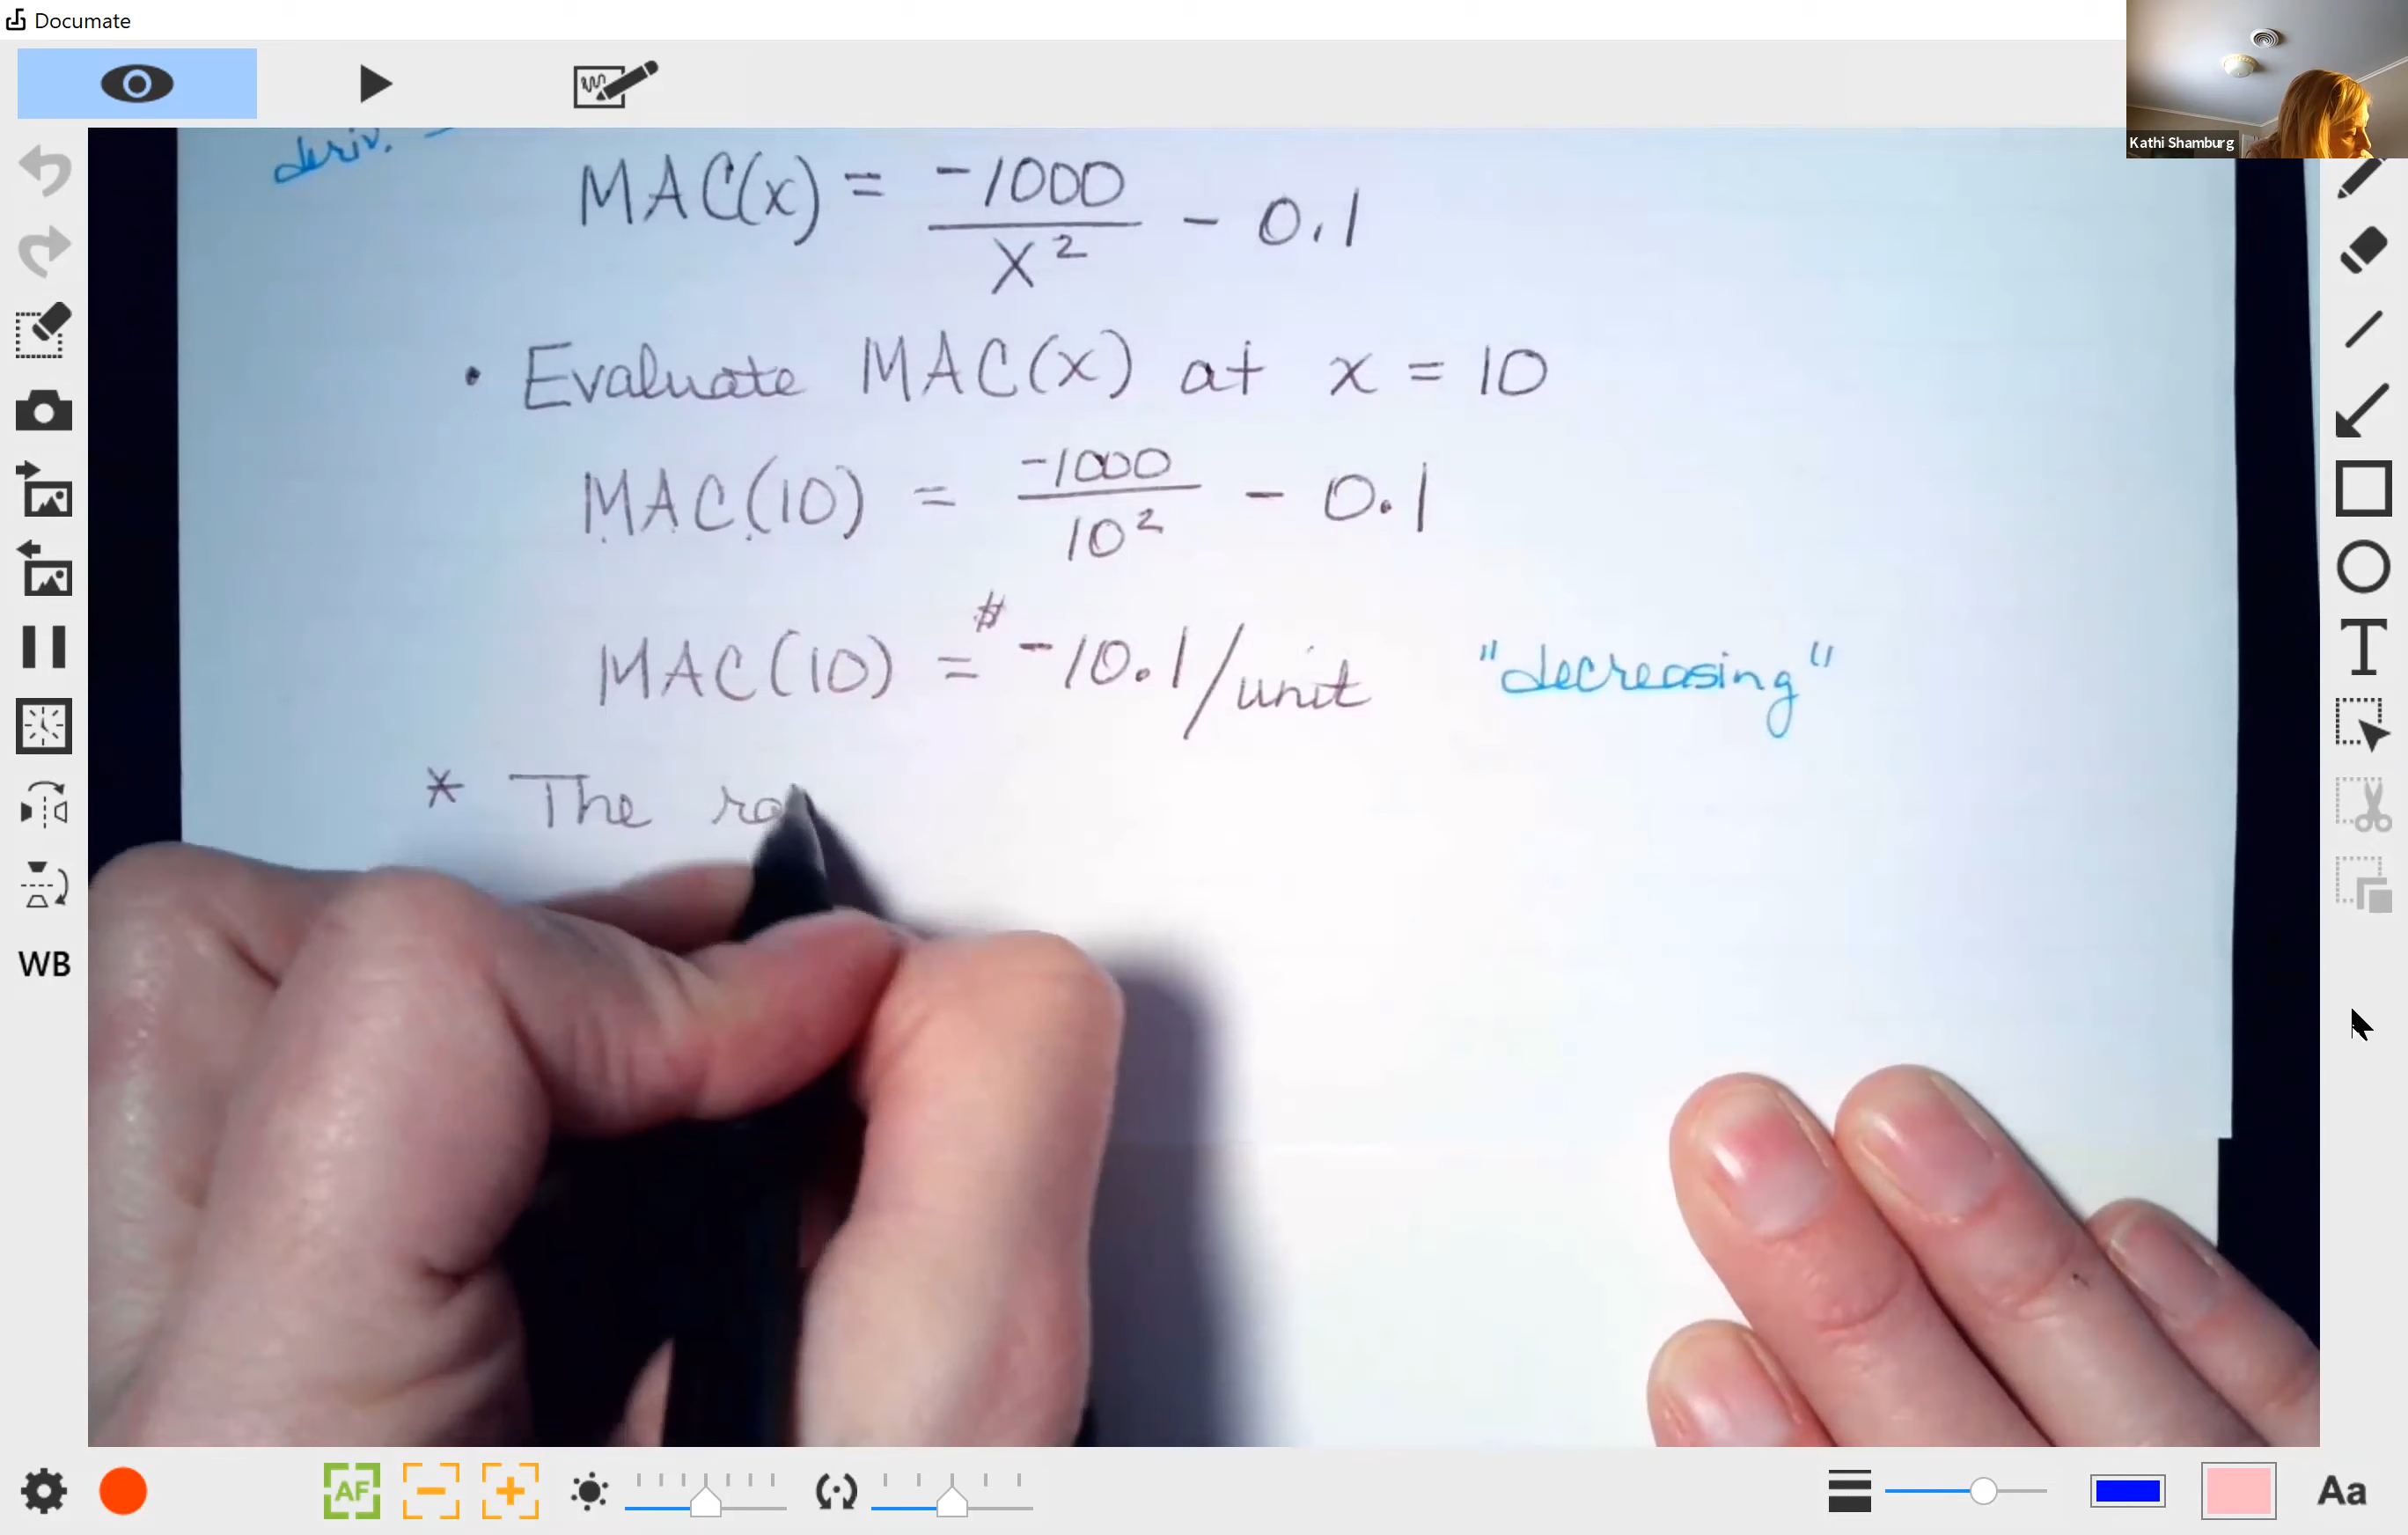 Documate
Kathi Shamburg
deriv.
MAC(x) = -1000/x² - 0.1
• Evaluate MAC(x) at x = 10
MAC(10) = -1000/10² - 0.1
MAC(10) = $-10.1/unit "decreasing"
* The
WB
T
AF
Aa